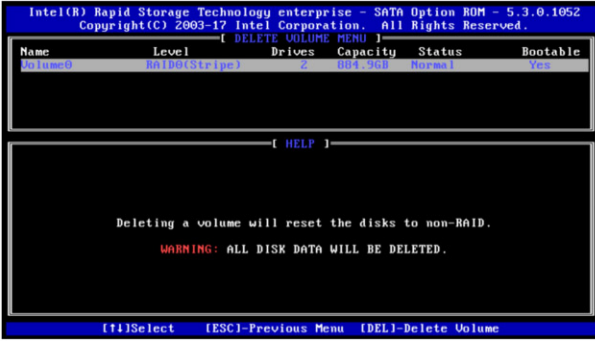 Intel(R) Rapid Storage Technology enterprise - SATA Option ROM - 5.3.0.1052
Copyright(C) 2003-17 Intel Corporation. All Rights Reserved.
[ DELETE VOLUME MENU ]
Name Level Drives Capacity Status Bootable
Volume0 RAID0(Stripe) 2 884.9GB Normal Yes
[ HELP ]
Deleting a volume will reset the disks to non-RAID.
WARNING: ALL DISK DATA WILL BE DELETED.
[↑↓]Select [ESC]-Previous Menu [DEL]-Delete Volume